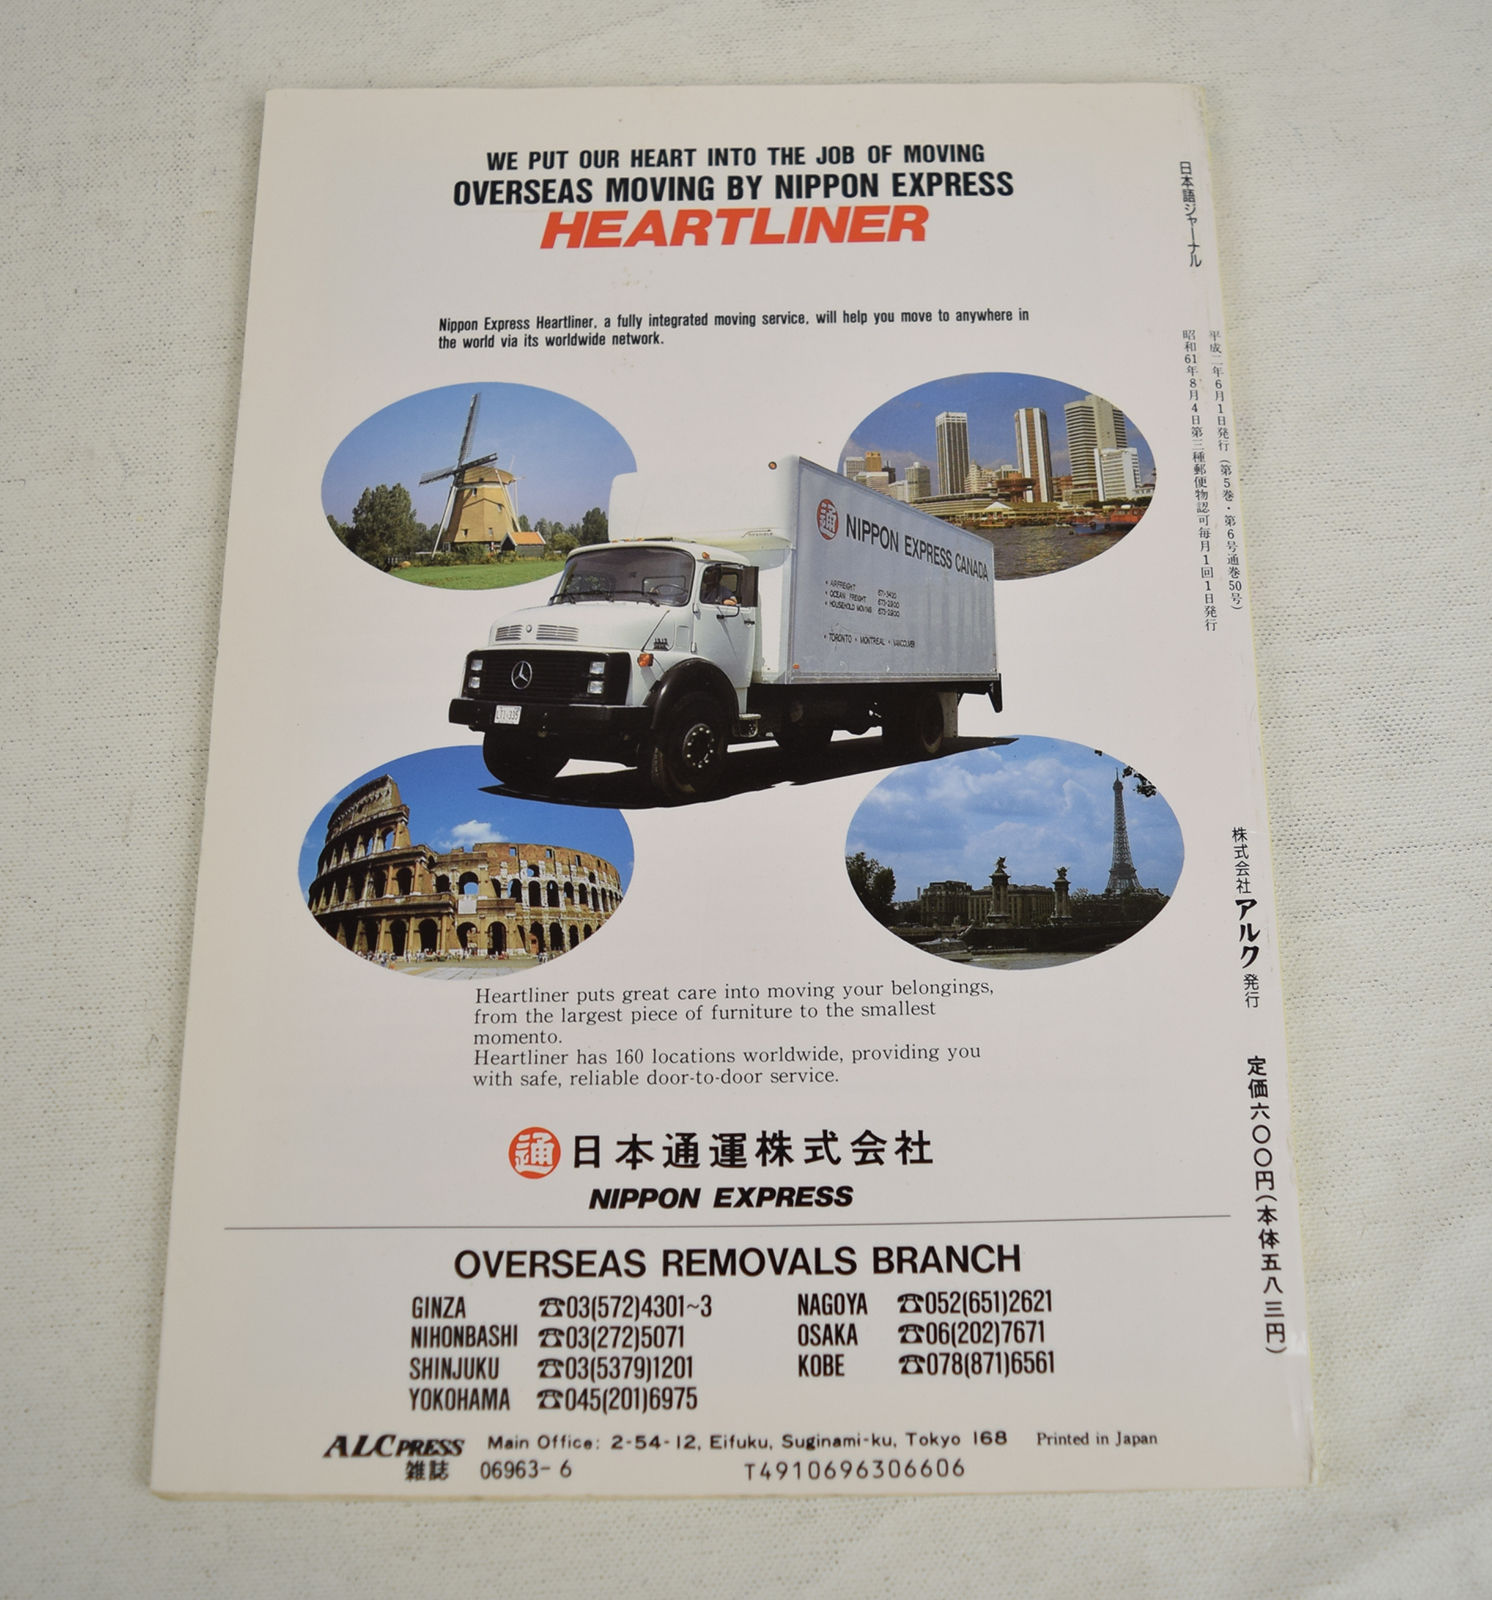 WE PUT OUR HEART INTO THE JOB OF MOVING
OVERSEAS MOVING BY NIPPON EXPRESS
HEARTLINER
Nippon Express Heartliner, a fully integrated moving service, will help you move to anywhere in
the world via its worldwide network.
通 NIPPON EXPRESS CANADA
• AIRFREIGHT
• OCEAN FREIGHT
• HOUSEHOLD MOVING
• TORONTO • MONTREAL • VANCOUVER
Heartliner puts great care into moving your belongings,
from the largest piece of furniture to the smallest
momento.
Heartliner has 160 locations worldwide, providing you
with safe, reliable door-to-door service.
通 日本通運株式会社
NIPPON EXPRESS
OVERSEAS REMOVALS BRANCH
GINZA ☎03(572)4301~3
NIHONBASHI ☎03(272)5071
SHINJUKU ☎03(5379)1201
YOKOHAMA ☎045(201)6975
NAGOYA ☎052(651)2621
OSAKA ☎06(202)7671
KOBE ☎078(871)6561
ALC PRESS Main Office: 2-54-12, Eifuku, Suginami-ku, Tokyo 168 Printed in Japan
雑誌 06963-6 T4910696306606
日本語ジャーナル
平成二年6月1日発行(第5巻・第6号通巻50号)
昭和61年8月4日第三種郵便物認可毎月1回1日発行
株式会社アルク発行
定価六〇〇円(本体五八三円)